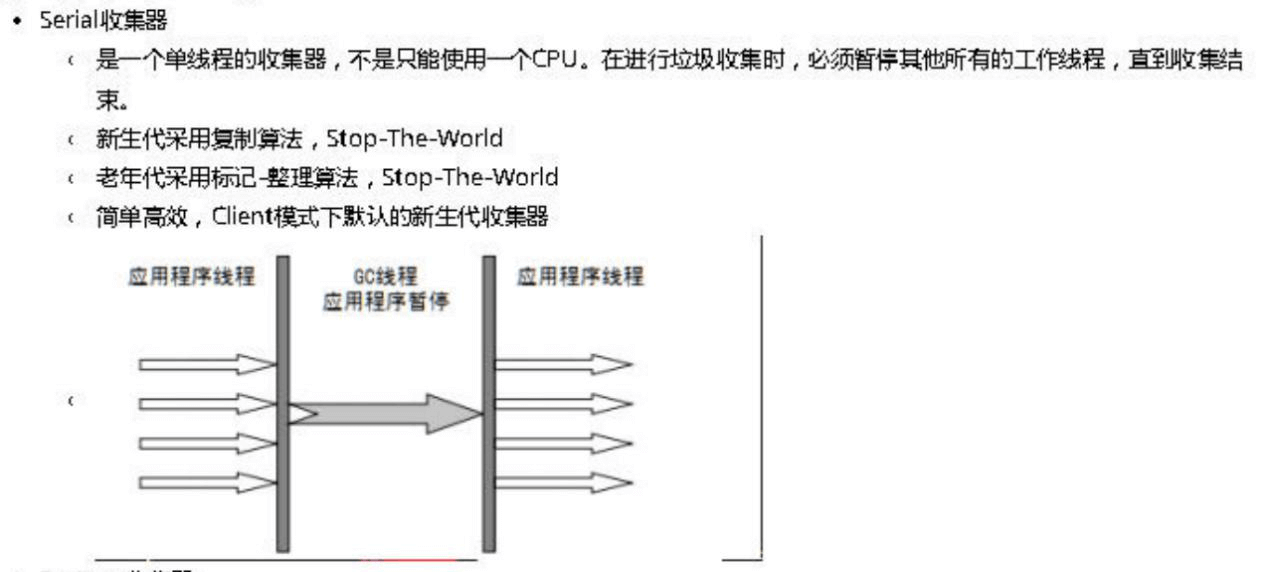 Serial收集器
是一个单线程的收集器，不是只能使用一个CPU。在进行垃圾收集时，必须暂停其他所有的工作线程，直到收集结
束。
新生代采用复制算法，Stop-The-World
老年代采用标记-整理算法，Stop-The-World
简单高效，Client模式下默认的新生代收集器
应用程序线程
GC线程
应用程序暂停
应用程序线程